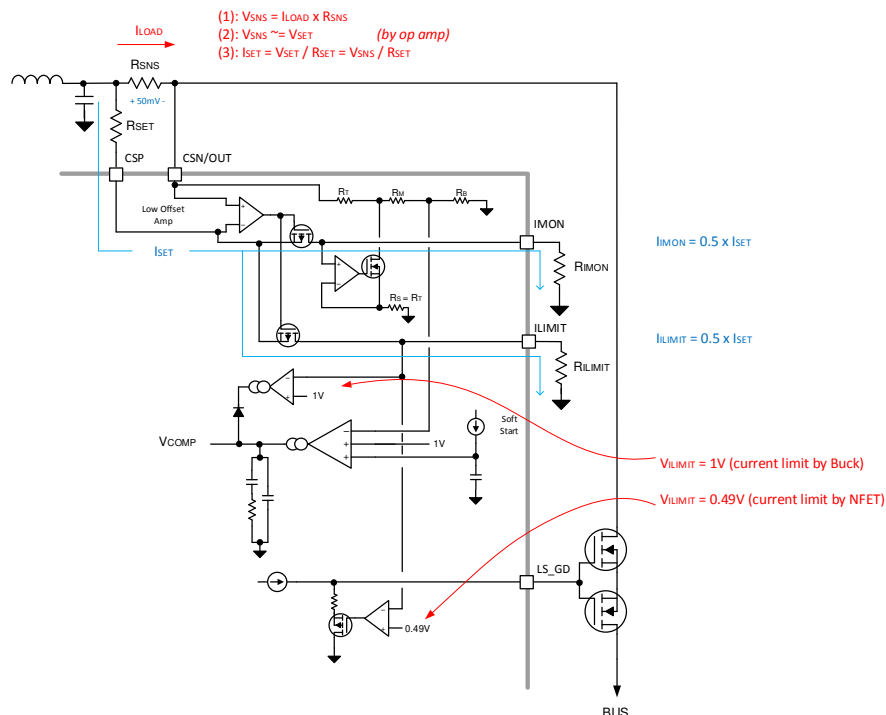 (1): VSNS = ILOAD x RSNS
(2): VSNS ~= VSET (by op amp)
(3): ISET = VSET / RSET = VSNS / RSET
ILOAD
RSNS
+ 50mV -
RSET
CSP
CSN/OUT
RT
RM
RB
Low Offset
Amp
+
−
IMON
ISET
IIMON = 0.5 x ISET
+
−
RIMON
RS = RT
ILIMIT
IILIMIT = 0.5 x ISET
RILIMIT
−
+
1V
Soft
Start
VCOMP
−
+
+
1V
VILIMIT = 1V (current limit by Buck)
VILIMIT = 0.49V (current limit by NFET)
LS_GD
−
+
0.49V
BUS